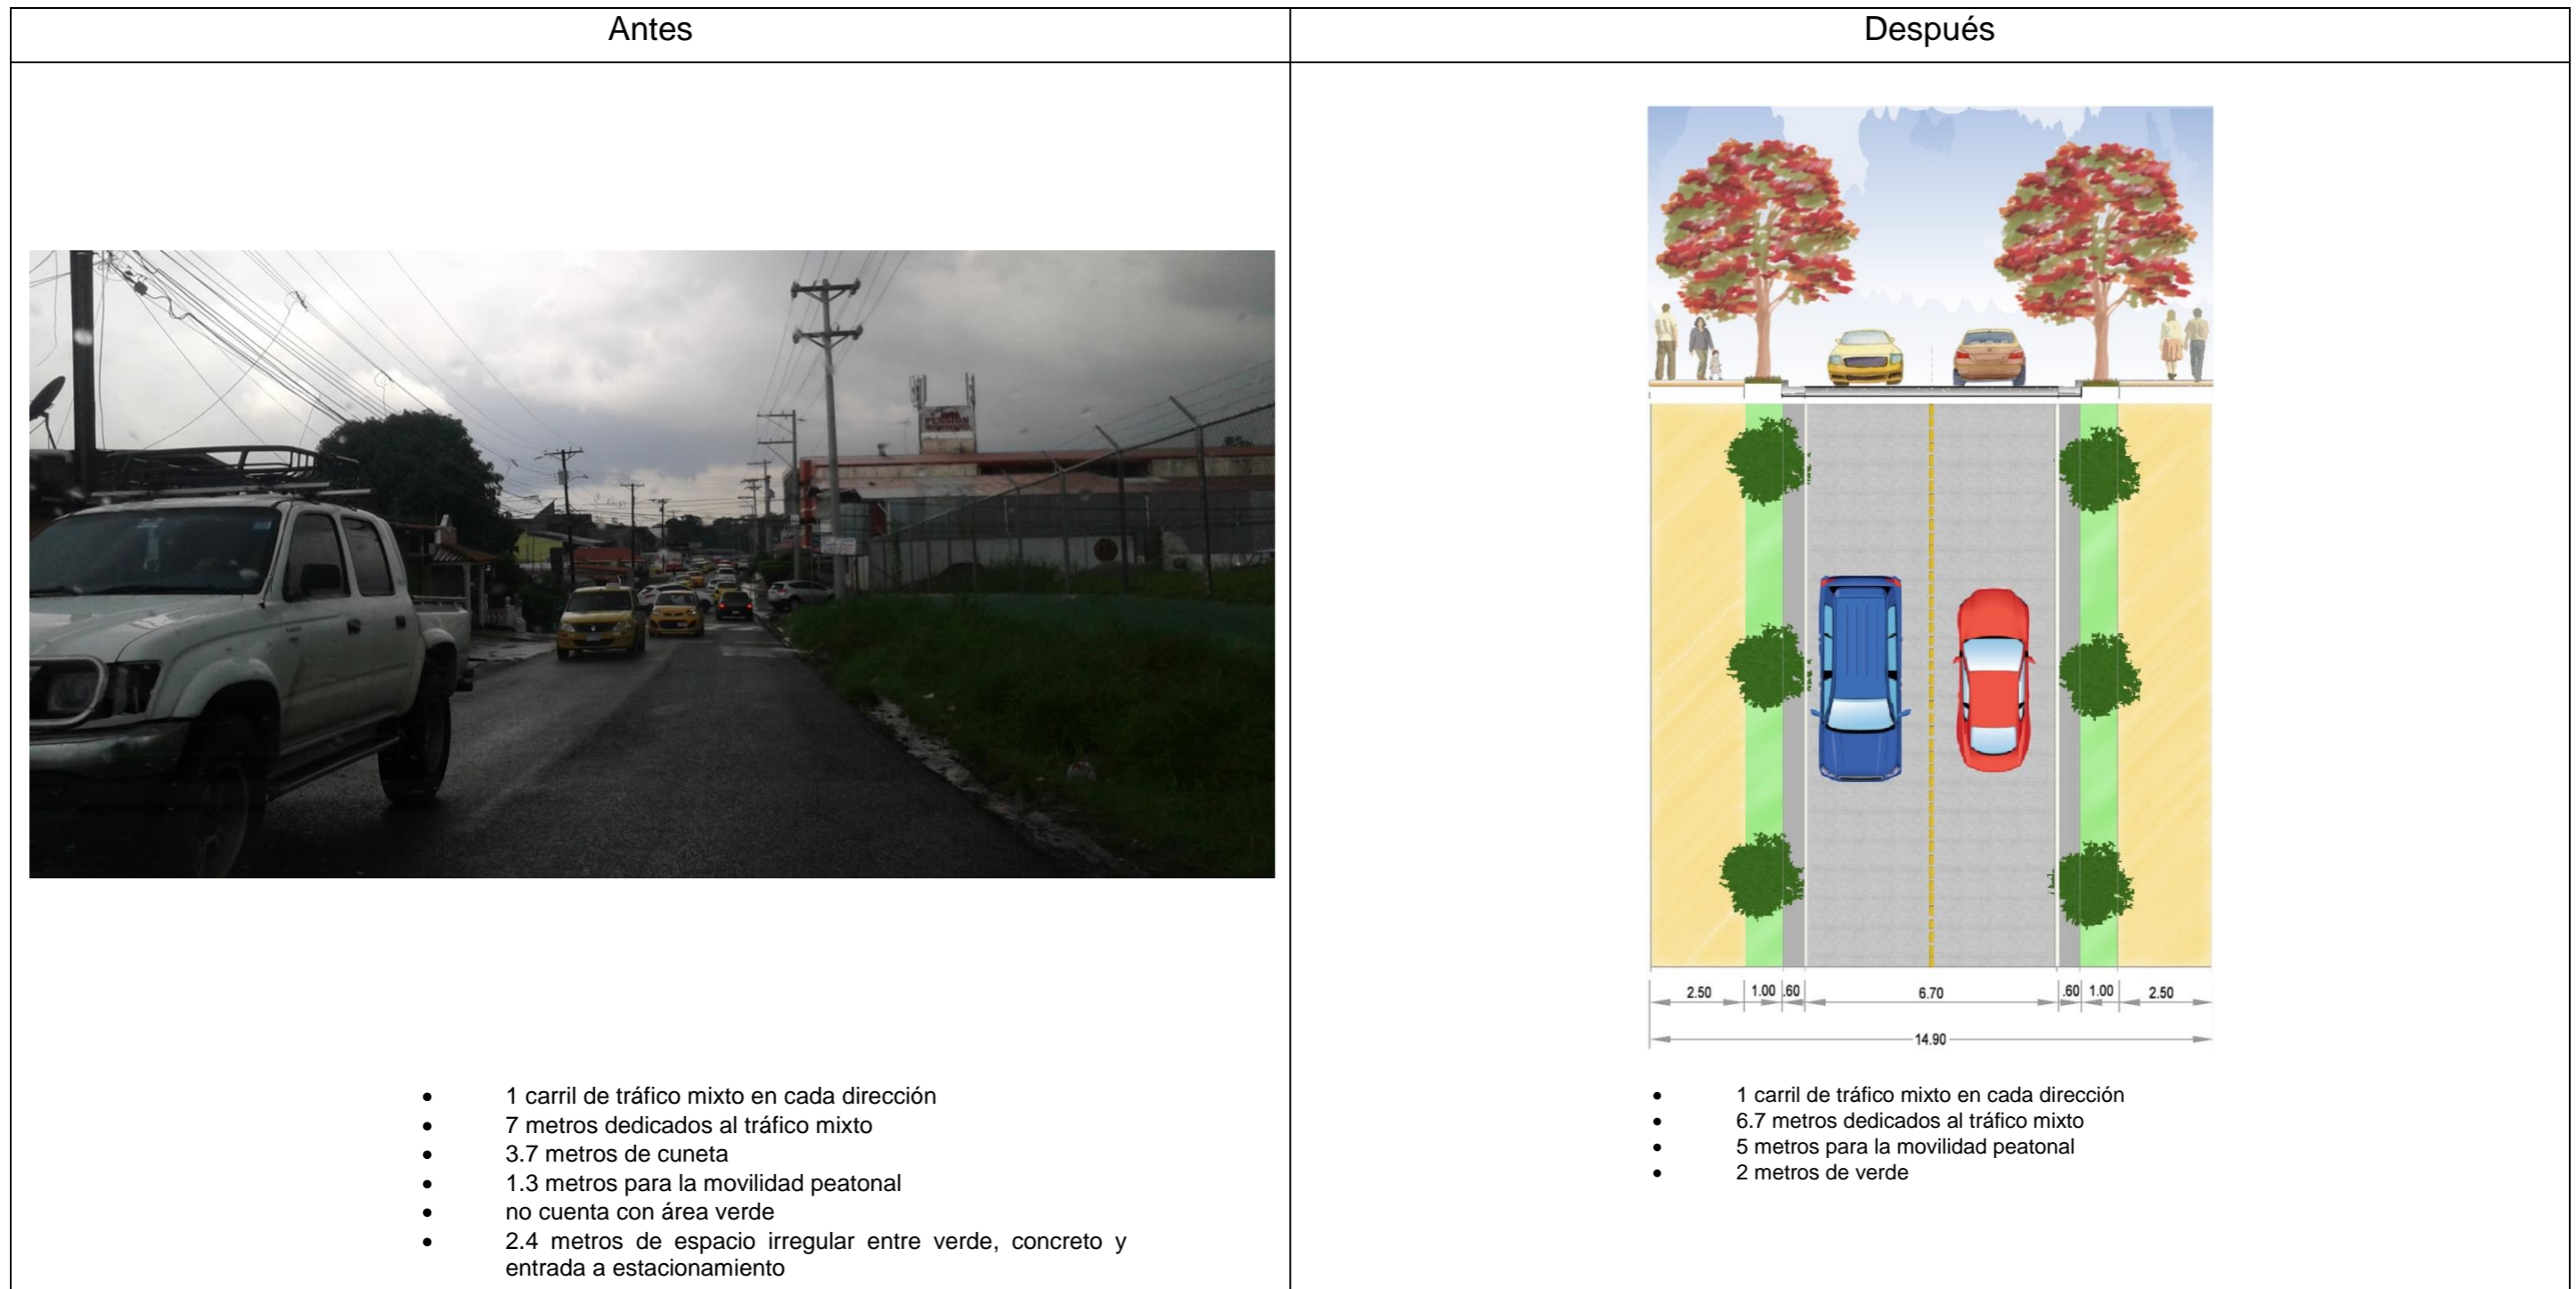 Antes
Después
PENSION
2.50 1.00 .60 6.70 .60 1.00 2.50
14.90
• 1 carril de tráfico mixto en cada dirección
• 7 metros dedicados al tráfico mixto
• 3.7 metros de cuneta
• 1.3 metros para la movilidad peatonal
• no cuenta con área verde
• 2.4 metros de espacio irregular entre verde, concreto y
entrada a estacionamiento
• 1 carril de tráfico mixto en cada dirección
• 6.7 metros dedicados al tráfico mixto
• 5 metros para la movilidad peatonal
• 2 metros de verde